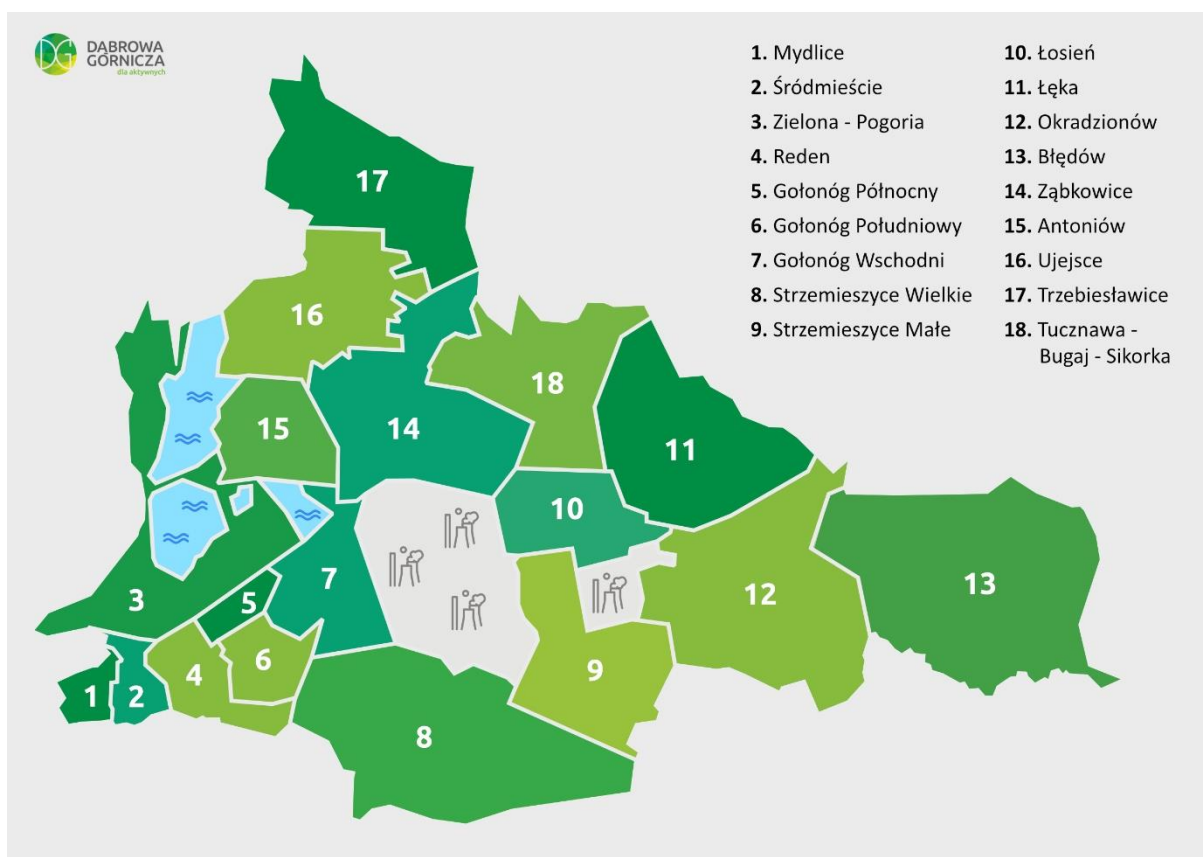 DĄBROWA
GÓRNICZA
dla aktywnych
1. Mydlice
2. Śródmieście
3. Zielona - Pogoria
4. Reden
5. Gołonóg Północny
6. Gołonóg Południowy
7. Gołonóg Wschodni
8. Strzemieszyce Wielkie
9. Strzemieszyce Małe
10. Łosień
11. Łęka
12. Okradzionów
13. Błędów
14. Ząbkowice
15. Antoniów
16. Ujejsce
17. Trzebiesławice
18. Tucznawa -
Bugaj - Sikorka
17
16
18
15
14
11
10
13
7
12
3
5
6
4
9
1
2
8